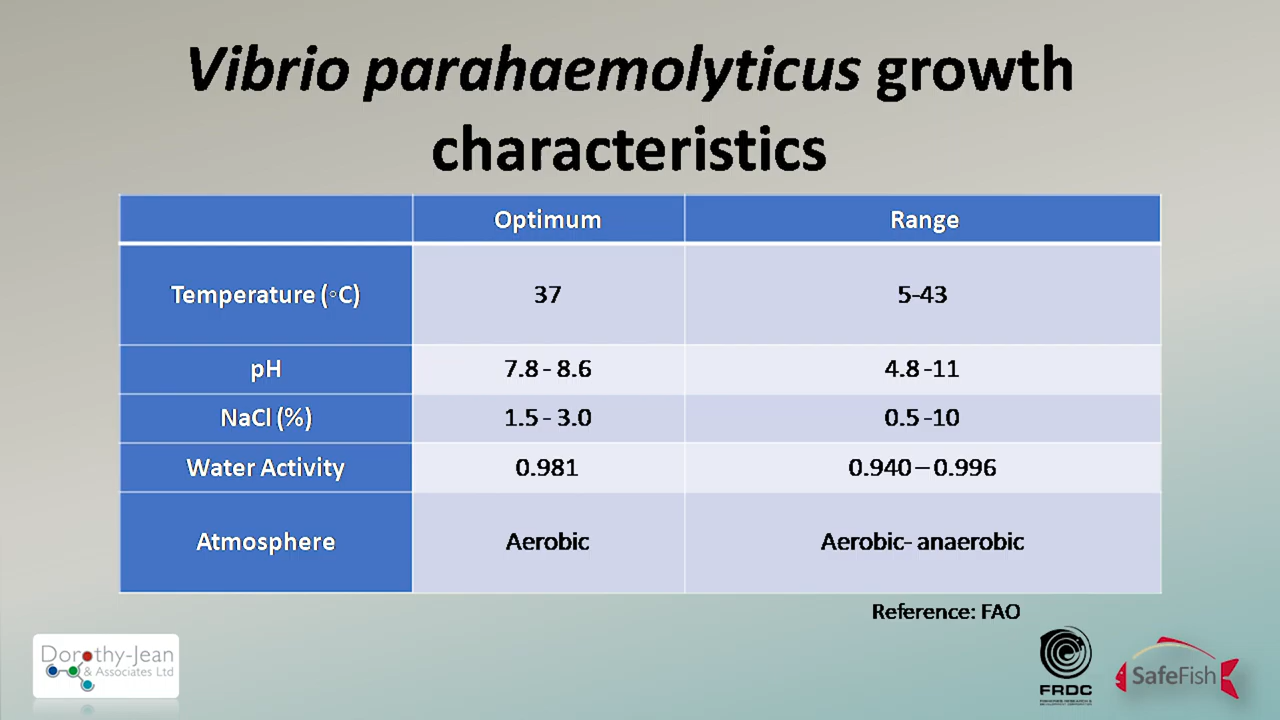 Vibrio parahaemolyticus growth
characteristics
Optimum Range
Temperature (◦C) 37 5-43
pH 7.8 - 8.6 4.8 -11
NaCl (%) 1.5 - 3.0 0.5 -10
Water Activity 0.981 0.940 – 0.996
Atmosphere Aerobic Aerobic- anaerobic
Reference: FAO
Dorothy-Jean
& Associates Ltd
FRDC
SafeFish